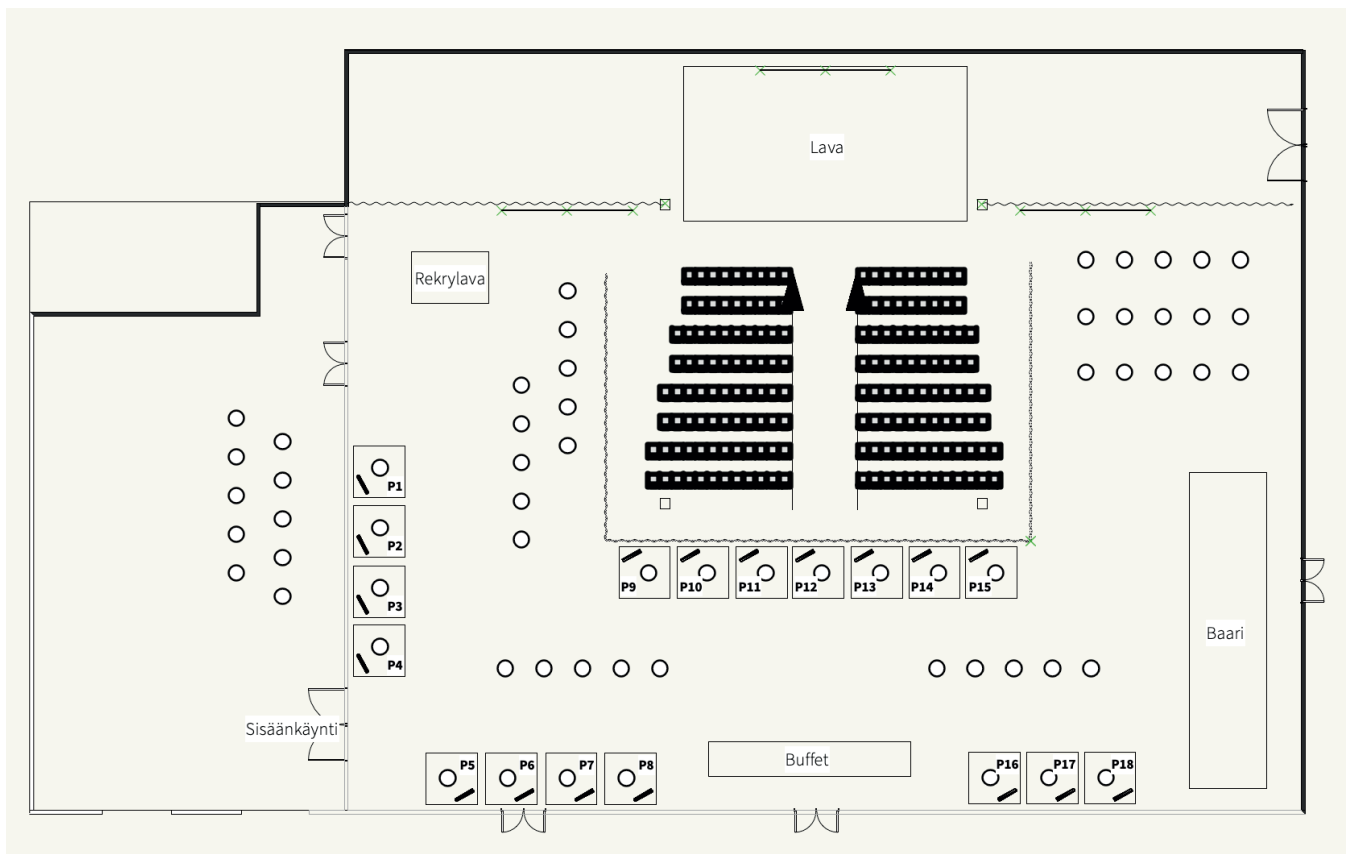 Lava
Rekrylava
P1
P2
P9
P10
P11
P12
P13
P14
P15
P3
Baari
P4
Sisäänkäynti
Buffet
P5
P6
P7
P8
P16
P17
P18